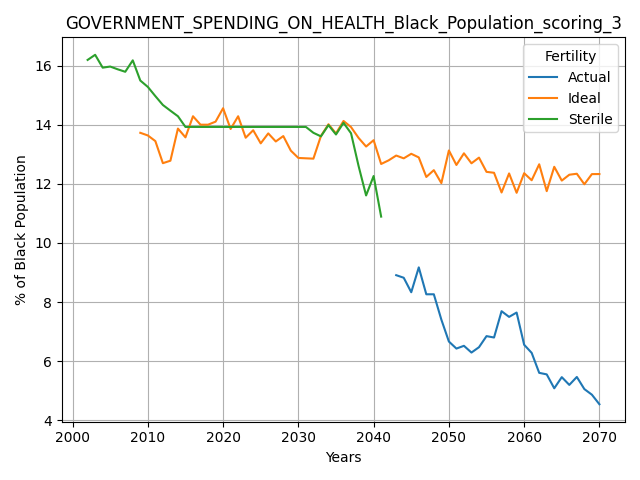 GOVERNMENT_SPENDING_ON_HEALTH_Black_Population_scoring_3
Fertility
Actual
Ideal
Sterile
% of Black Population
16
14
12
10
8
6
4
2000 2010 2020 2030 2040 2050 2060 2070
Years